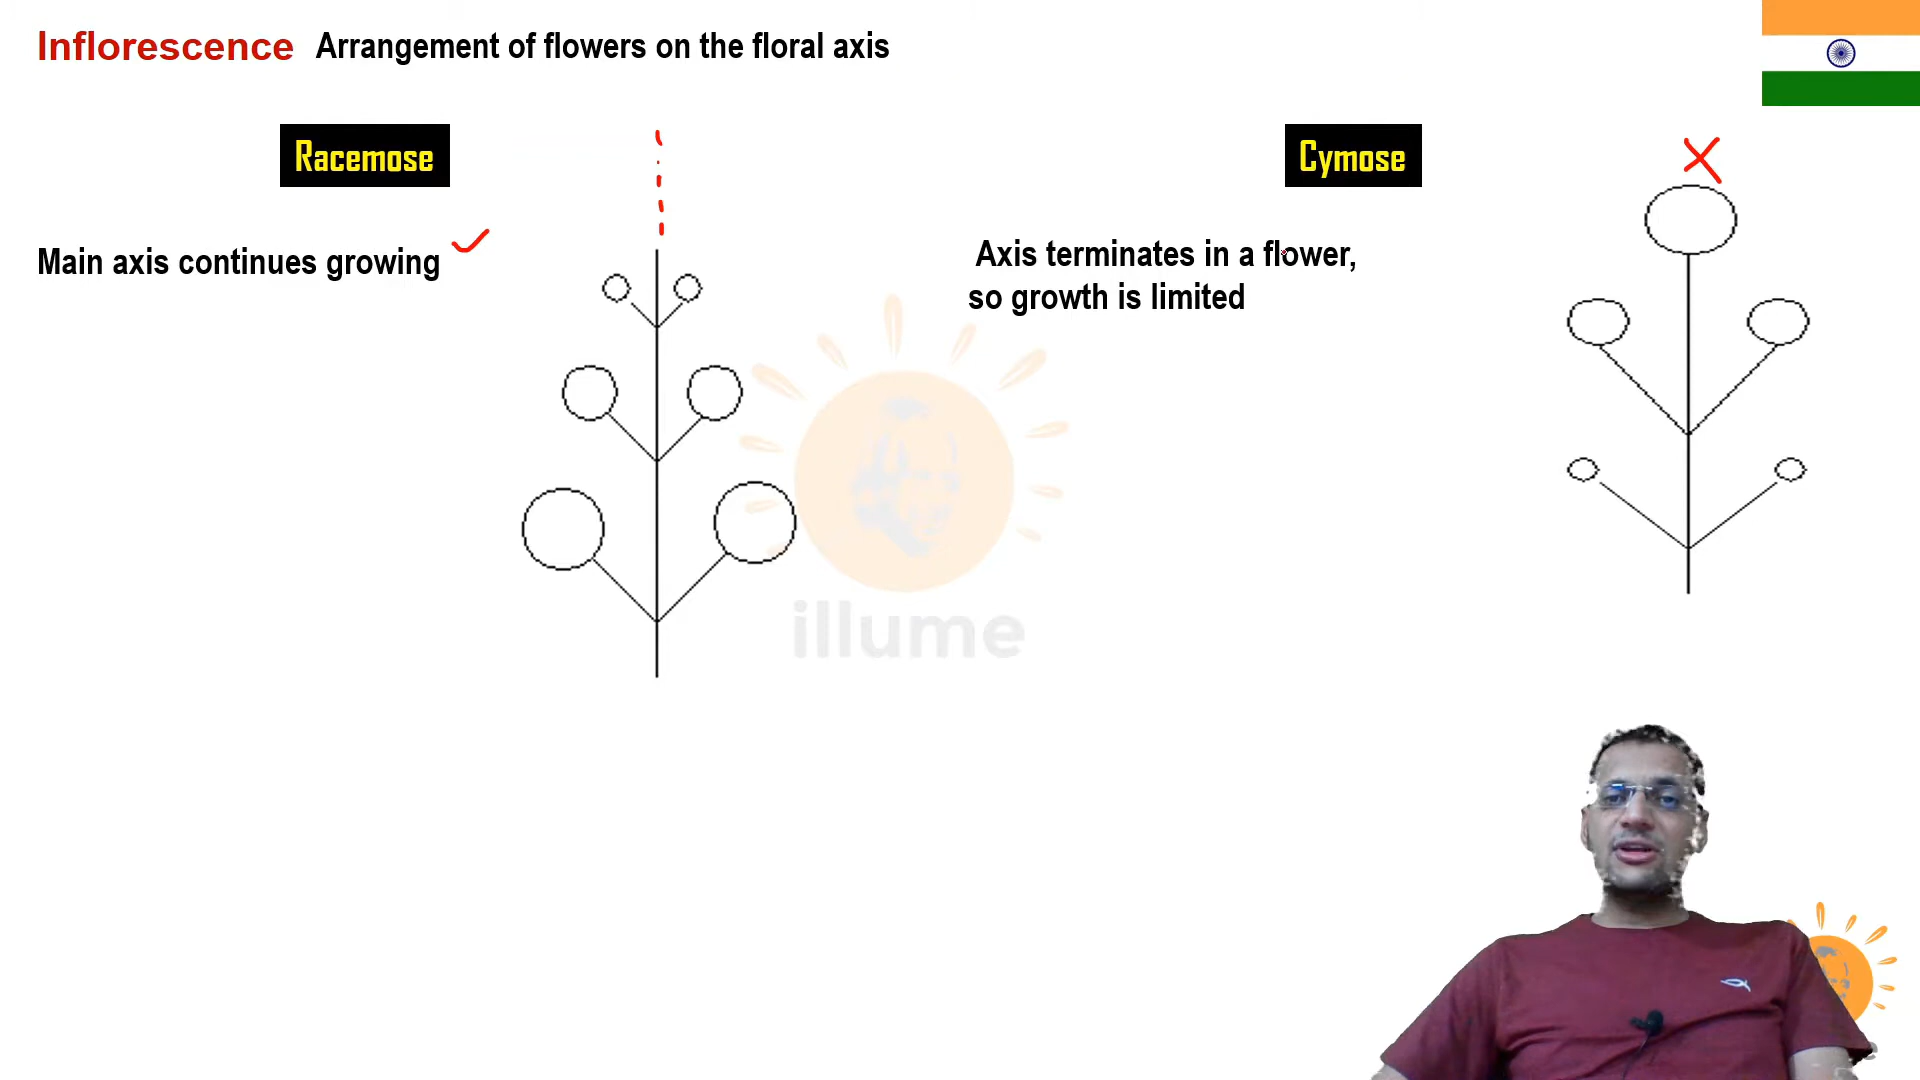 Inflorescence Arrangement of flowers on the floral axis
Racemose
Main axis continues growing
Cymose
Axis terminates in a flower,
so growth is limited
illume